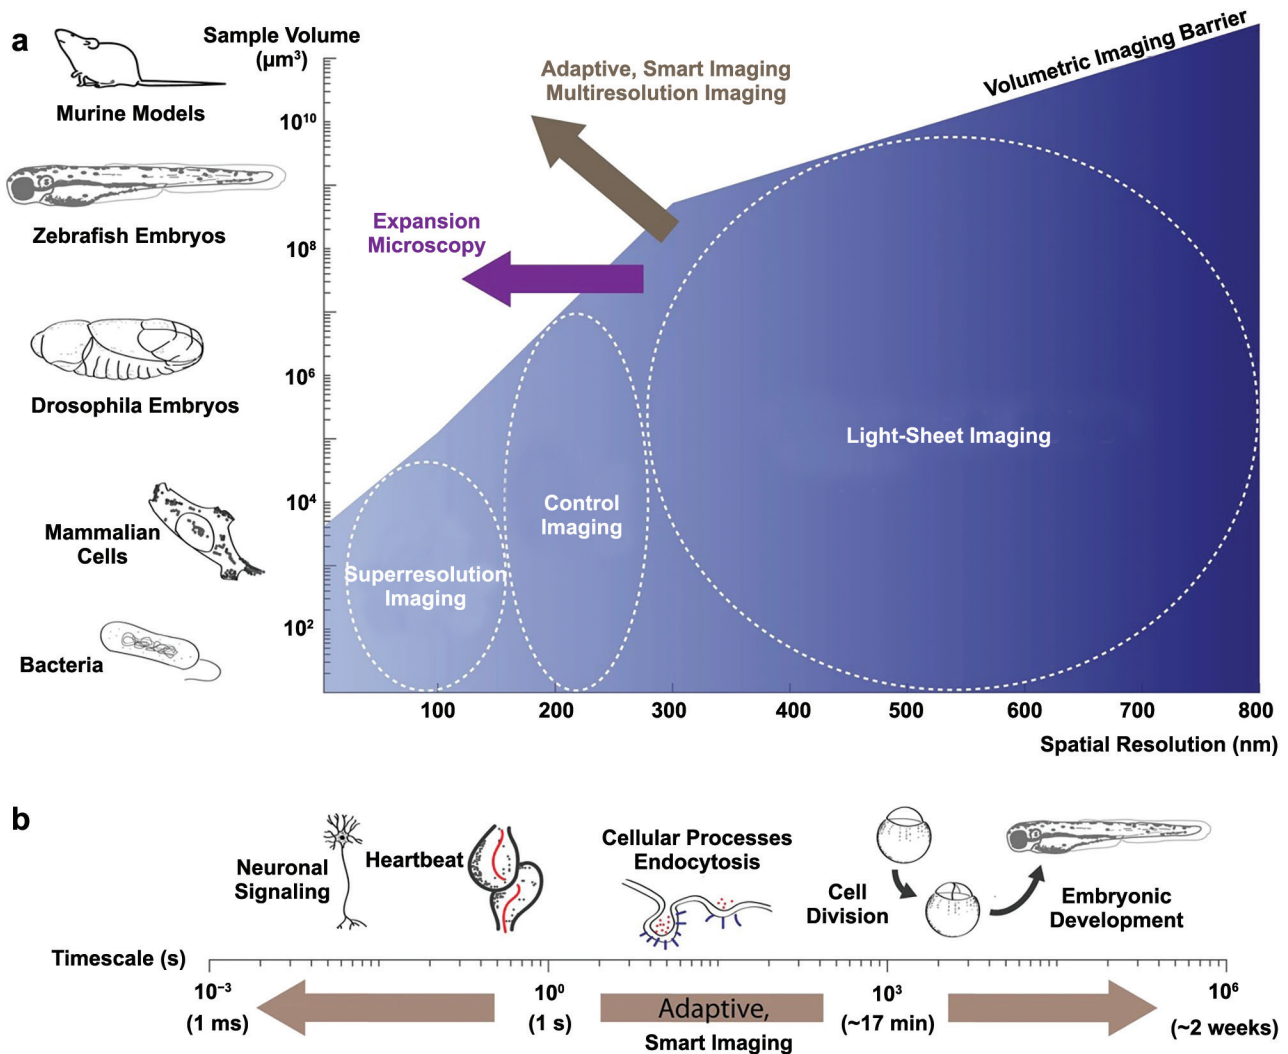 a
Sample Volume
(µm³)
Murine Models
Zebrafish Embryos
Drosophila Embryos
Mammalian
Cells
Bacteria
10¹⁰
10⁸
10⁶
10⁴
10²
Adaptive, Smart Imaging
Multiresolution Imaging
Volumetric Imaging Barrier
Expansion
Microscopy
Light-Sheet Imaging
Control
Imaging
Superresolution
Imaging
100 200 300 400 500 600 700 800
Spatial Resolution (nm)
b
Neuronal
Signaling
Heartbeat
Cellular Processes
Endocytosis
Cell
Division
Embryonic
Development
Timescale (s)
10⁻³ 10⁰ 10³ 10⁶
(1 ms) (1 s) (~17 min) (~2 weeks)
Adaptive,
Smart Imaging